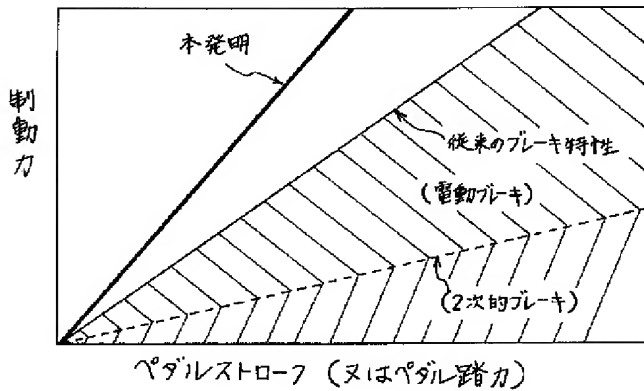 本発明
制動力
従来のブレーキ特性
(電動ブレーキ)
(2次的ブレーキ)
ペダルストローク (又はペダル踏力)